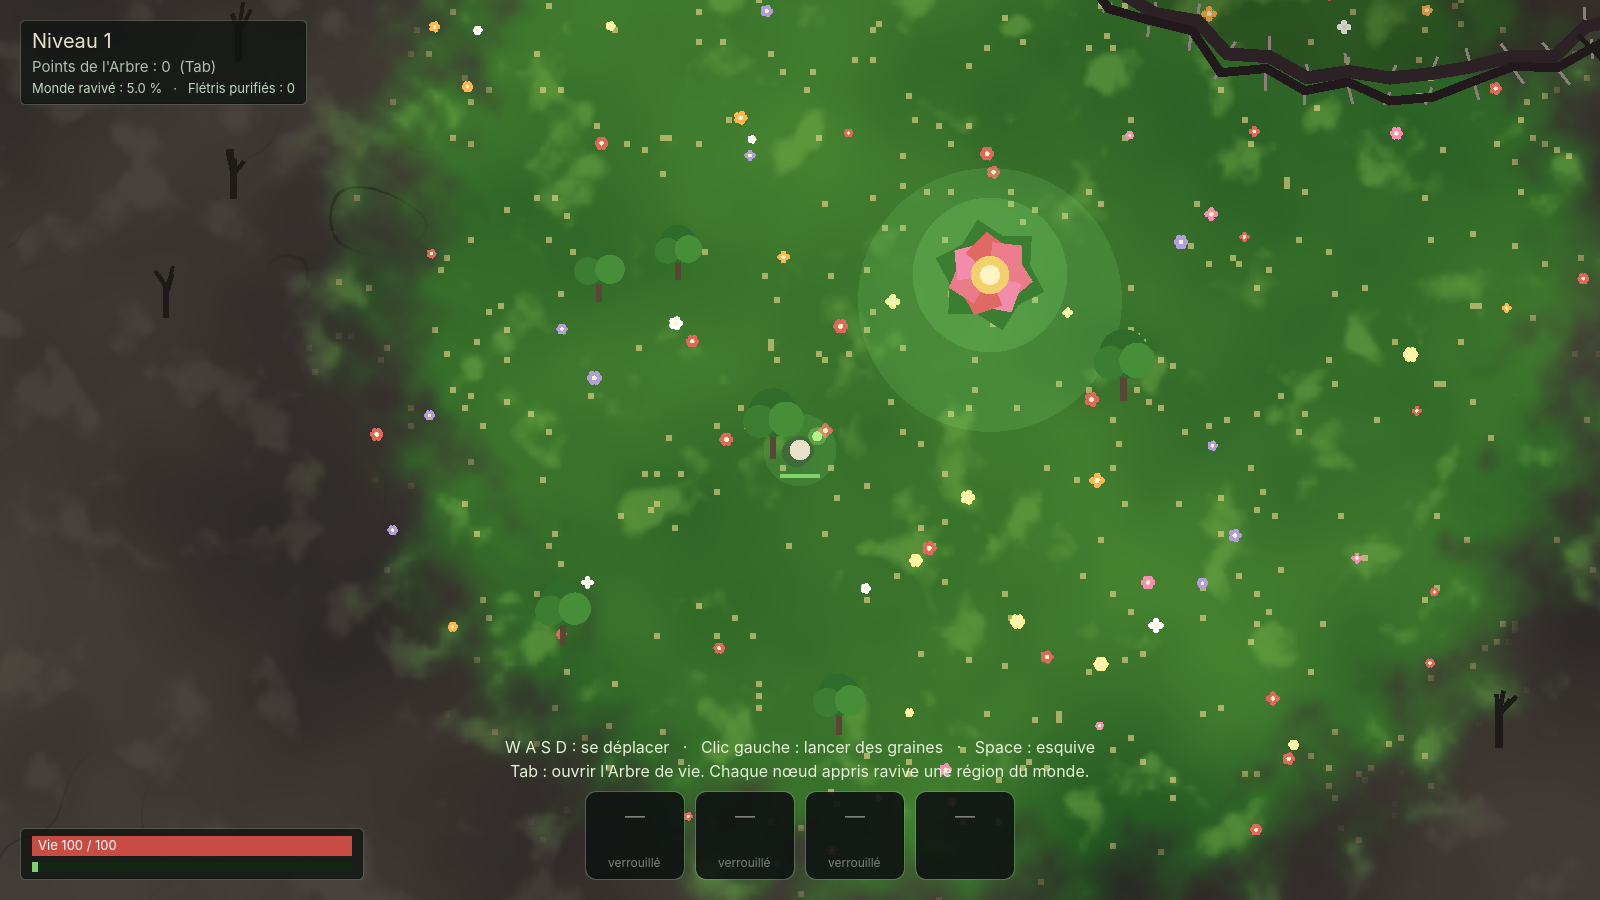 Niveau 1
Points de l'Arbre : 0 (Tab)
Monde ravivé : 5.0 % · Flétris purifiés : 0
W A S D : se déplacer · Clic gauche : lancer des graines · Space : esquive
Tab : ouvrir l'Arbre de vie. Chaque nœud appris ravive une région du monde.
— — — —
verrouillé verrouillé verrouillé
Vie 100 / 100